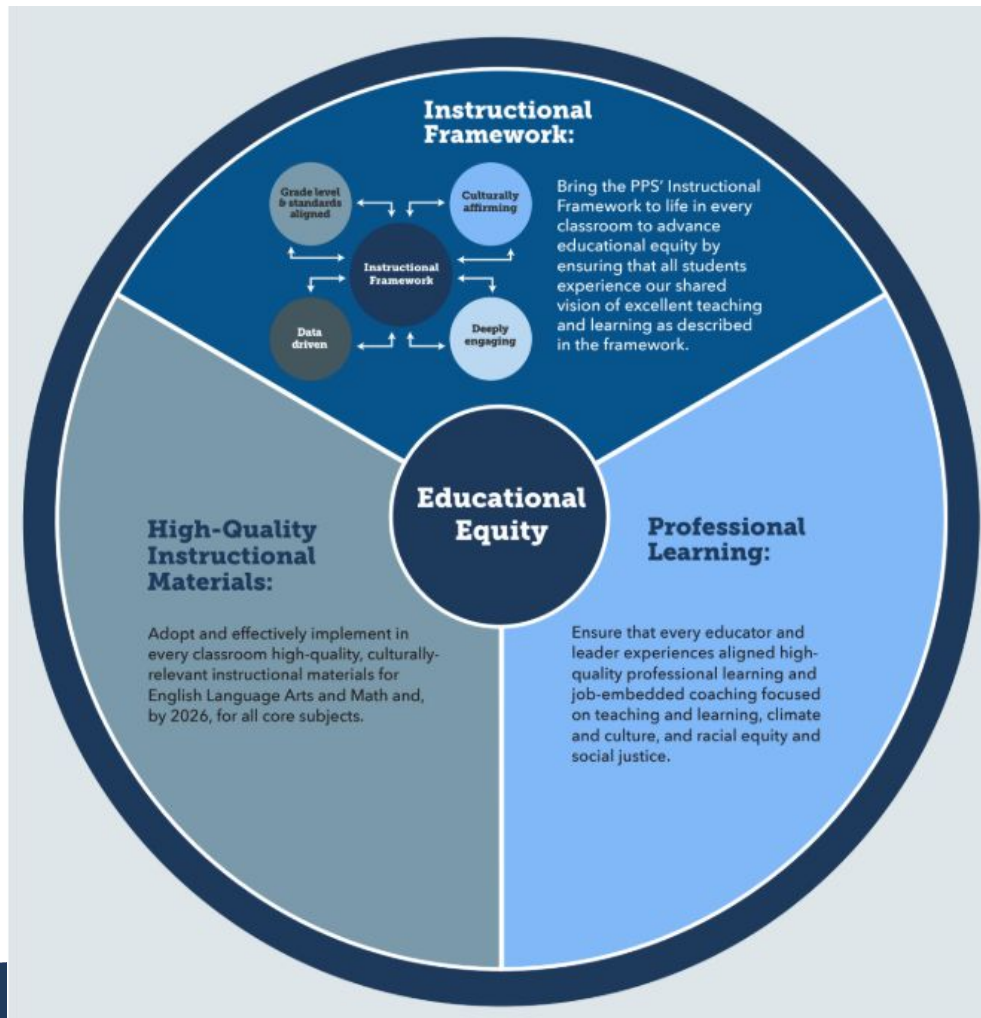 Instructional
Framework:
Grade level
& standards
aligned
Culturally
affirming
Instructional
Framework
Data
driven
Deeply
engaging
Bring the PPS' Instructional
Framework to life in every
classroom to advance
educational equity by
ensuring that all students
experience our shared
vision of excellent teaching
and learning as described
in the framework.
Educational
Equity
High-Quality
Instructional
Materials:
Adopt and effectively implement in
every classroom high-quality, culturally-
relevant instructional materials for
English Language Arts and Math and,
by 2026, for all core subjects.
Professional
Learning:
Ensure that every educator and
leader experiences aligned high-
quality professional learning and
job-embedded coaching focused
on teaching and learning, climate
and culture, and racial equity and
social justice.